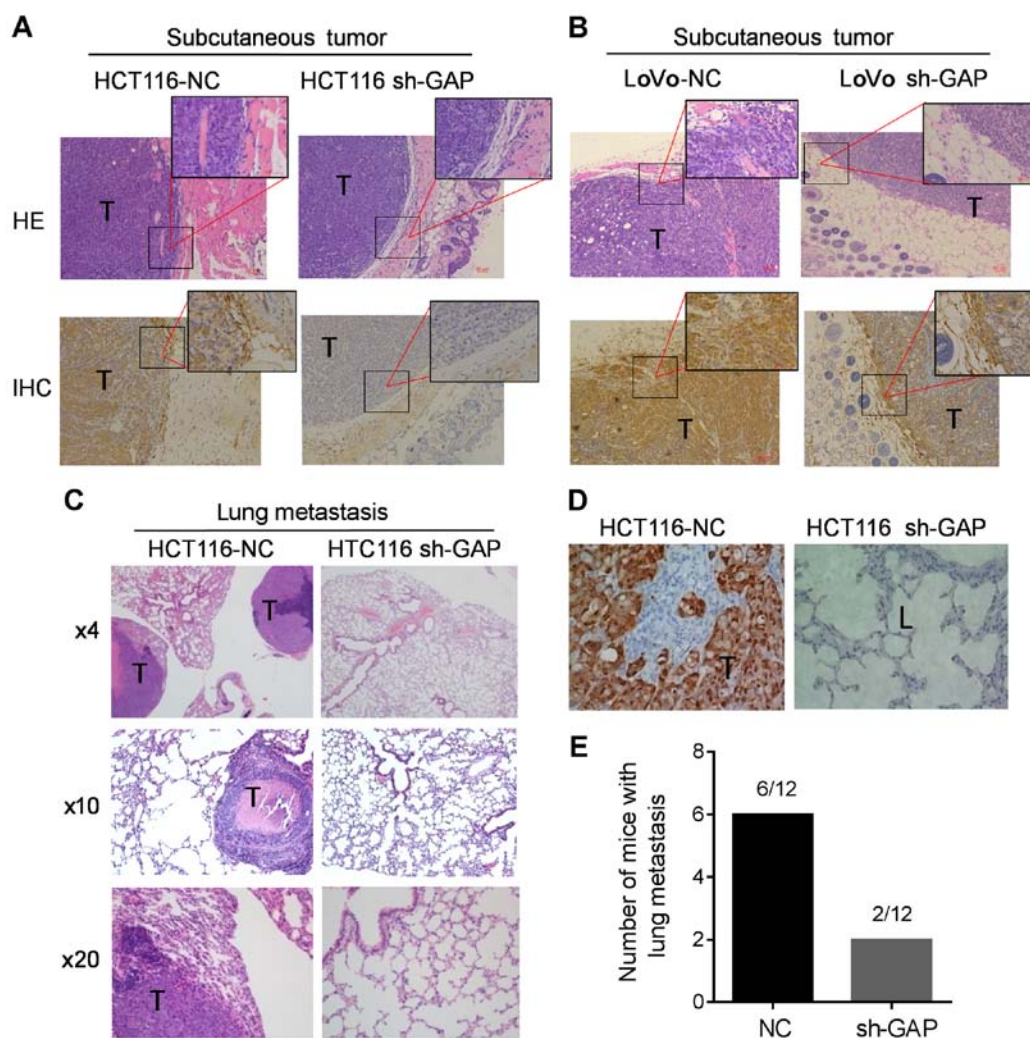 A
Subcutaneous tumor
HCT116-NC HCT116 sh-GAP
HE
T
T
IHC
T
T
B
Subcutaneous tumor
LoVo-NC LoVo sh-GAP
T
T
T
T
C
Lung metastasis
HCT116-NC HTC116 sh-GAP
x4
T
T
x10
T
x20
T
D
HCT116-NC HCT116 sh-GAP
T
L
E
Number of mice with
lung metastasis
8
6
4
2
0
6/12
2/12
NC sh-GAP